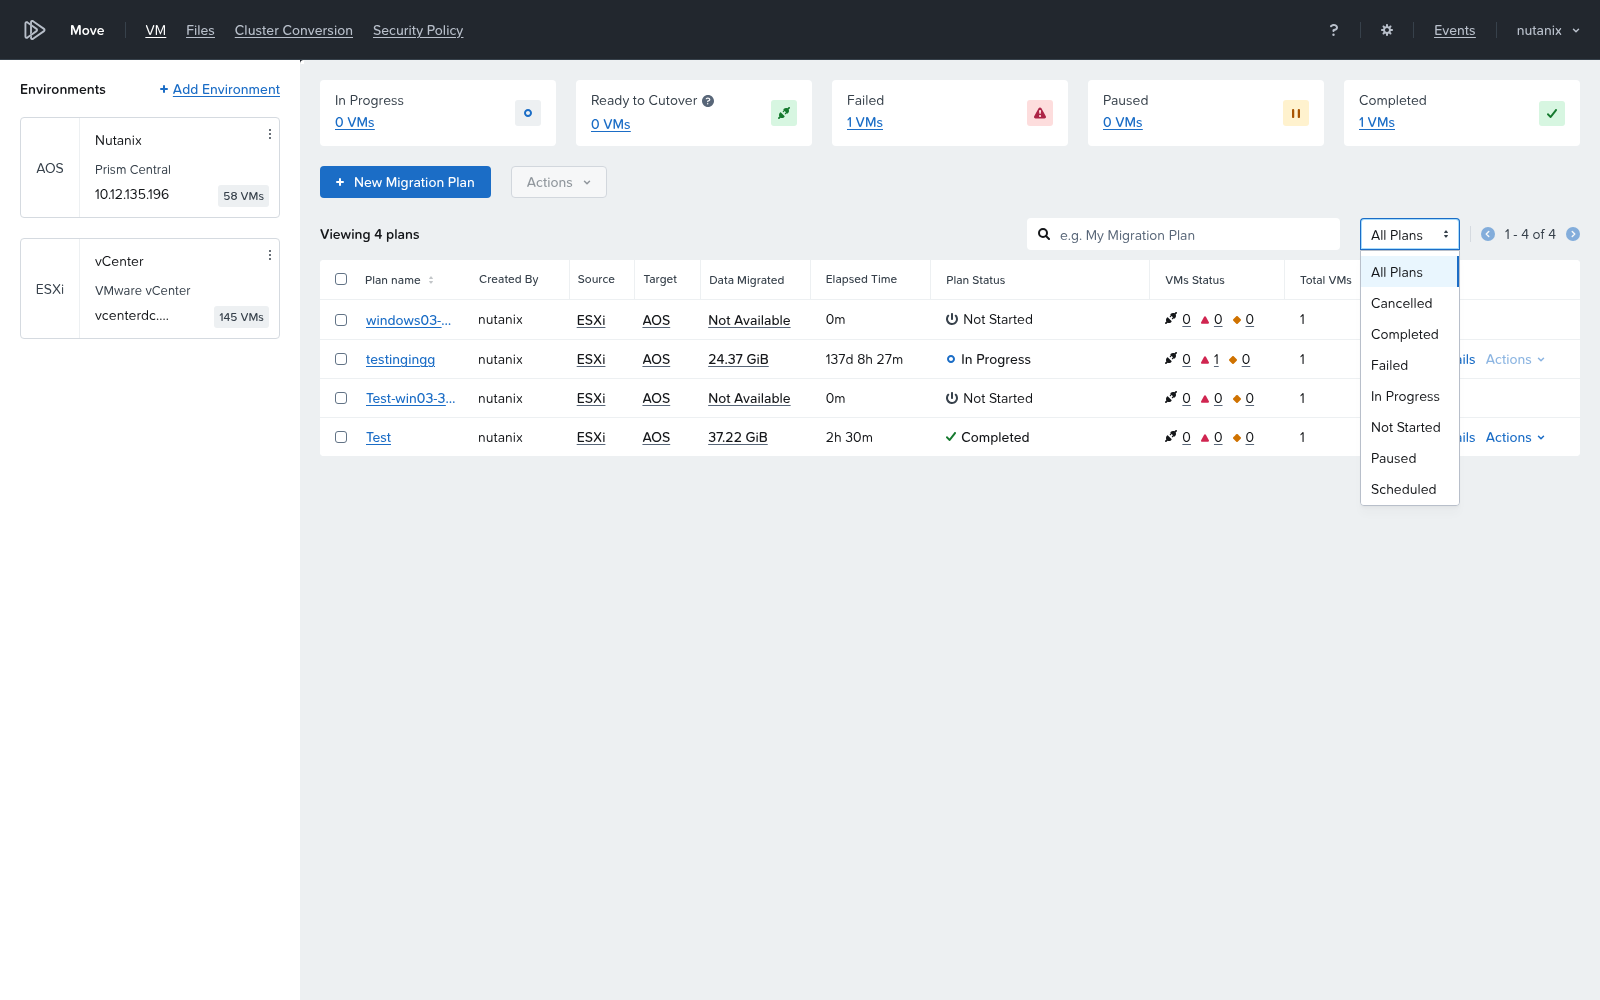 Move
VM
Files
Cluster Conversion
Security Policy
?
Events
nutanix
Environments
+ Add Environment
AOS
Nutanix
Prism Central
10.12.135.196
58 VMs
ESXi
vCenter
VMware vCenter
vcenterdc....
145 VMs
In Progress
0 VMs
Ready to Cutover ?
0 VMs
Failed
1 VMs
Paused
0 VMs
Completed
1 VMs
+ New Migration Plan
Actions
Viewing 4 plans
e.g. My Migration Plan
All Plans
1 - 4 of 4
Plan name Created By Source Target Data Migrated Elapsed Time Plan Status VMs Status Total VMs
windows03-... nutanix ESXi AOS Not Available 0m Not Started 0 0 0 1
testingingg nutanix ESXi AOS 24.37 GiB 137d 8h 27m In Progress 0 1 0 1 ils Actions
Test-win03-3... nutanix ESXi AOS Not Available 0m Not Started 0 0 0 1
Test nutanix ESXi AOS 37.22 GiB 2h 30m Completed 0 0 0 1 ils Actions
All Plans
Cancelled
Completed
Failed
In Progress
Not Started
Paused
Scheduled